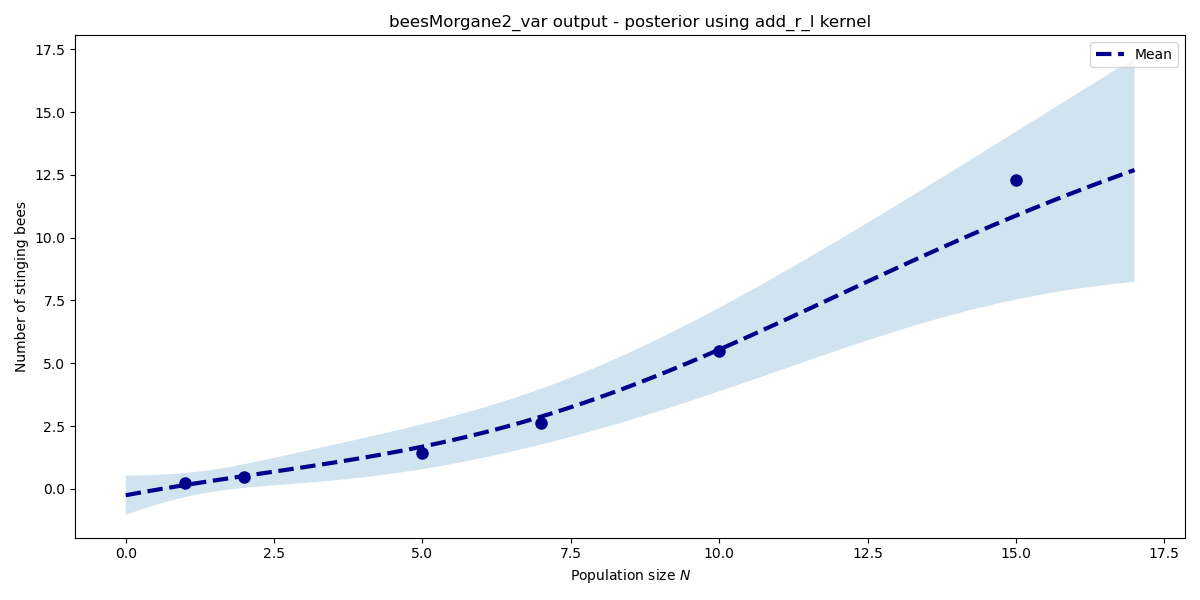 beesMorgane2_var output - posterior using add_r_l kernel
Mean
Number of stinging bees
17.5
15.0
12.5
10.0
7.5
5.0
2.5
0.0
0.0 2.5 5.0 7.5 10.0 12.5 15.0 17.5
Population size N